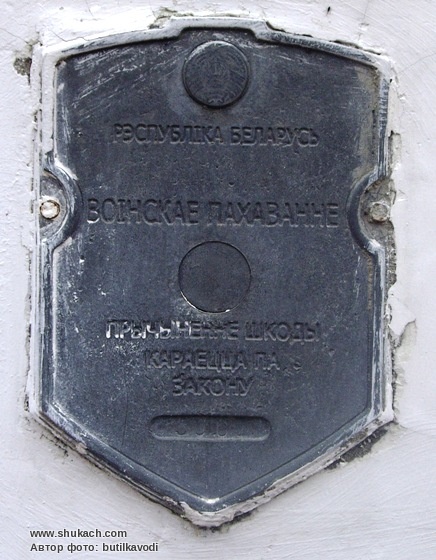 РЭСПУБЛІКА БЕЛАРУСЬ
ВОІНСКАЕ ПАХАВАННЕ
ПРЫЧЫНЕННЕ ШКОДЫ
КАРАЕЦЦА ПА
ЗАКОНУ
www.shukach.com
Автор фото: butilkavodi